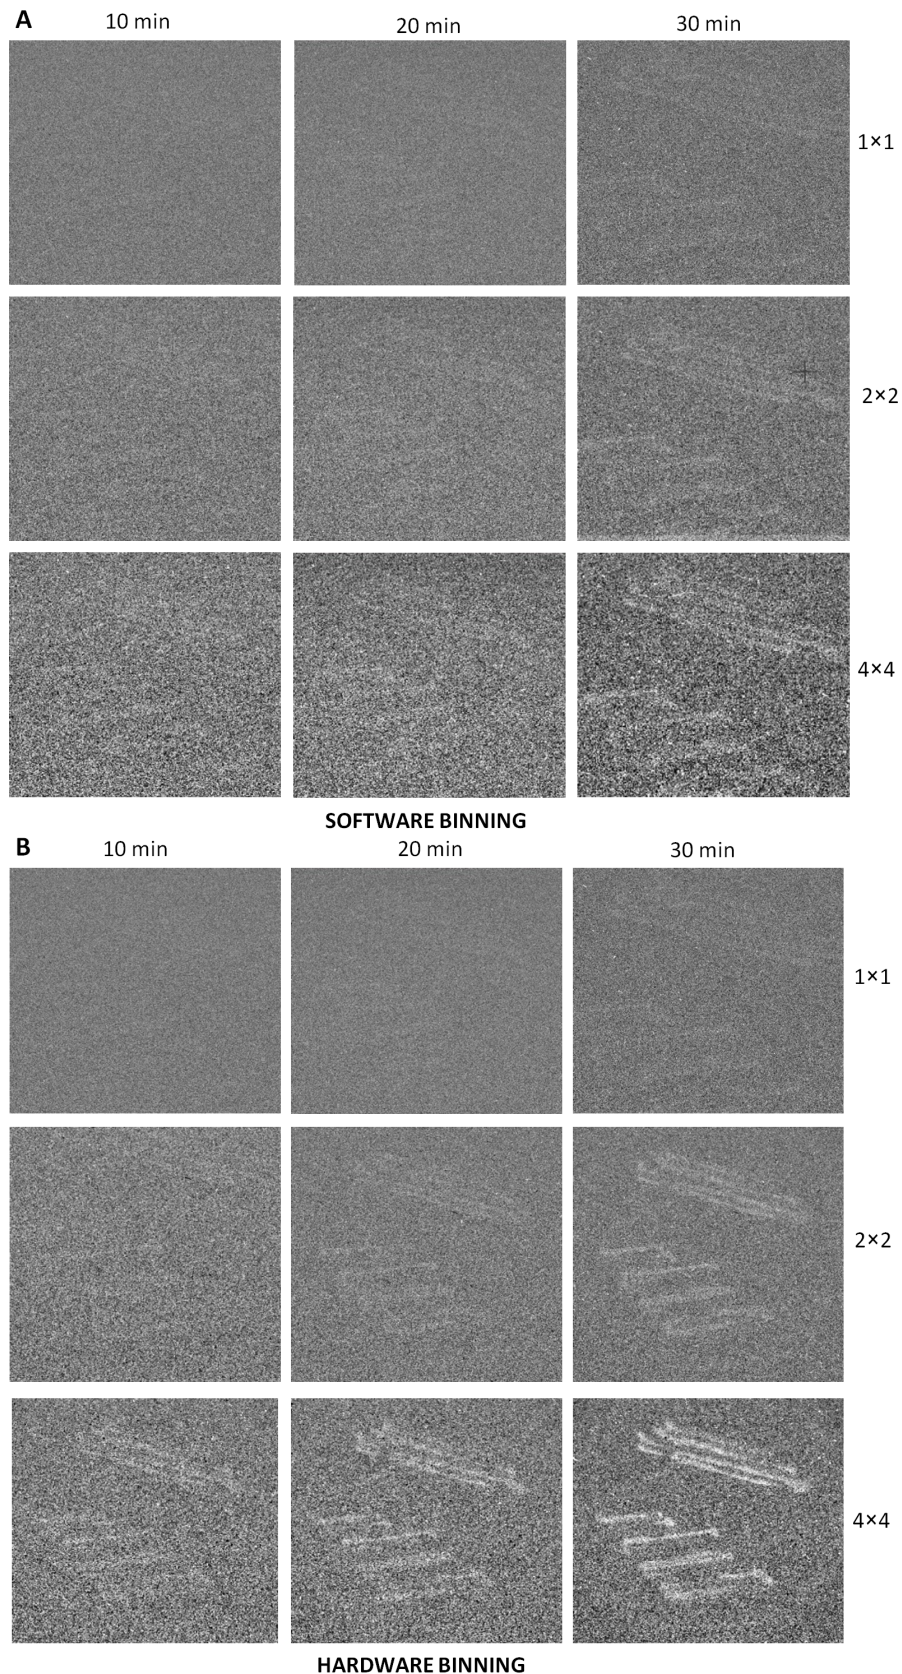 A
10 min 20 min 30 min
1×1
2×2
4×4
SOFTWARE BINNING
B
10 min 20 min 30 min
1×1
2×2
4×4
HARDWARE BINNING